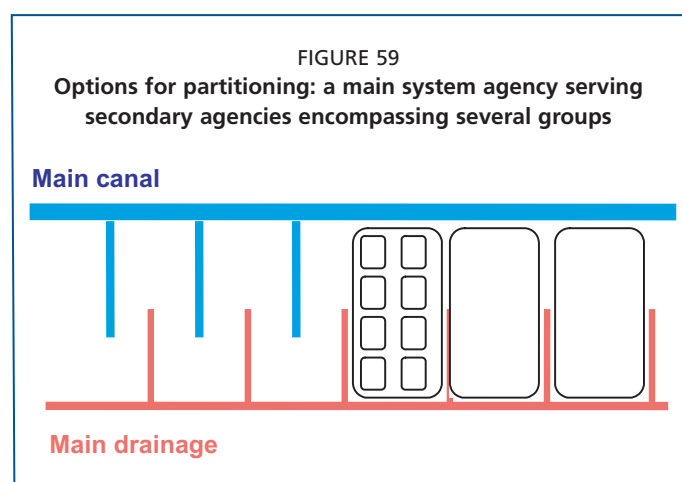 FIGURE 59
Options for partitioning: a main system agency serving
secondary agencies encompassing several groups
Main canal
Main drainage